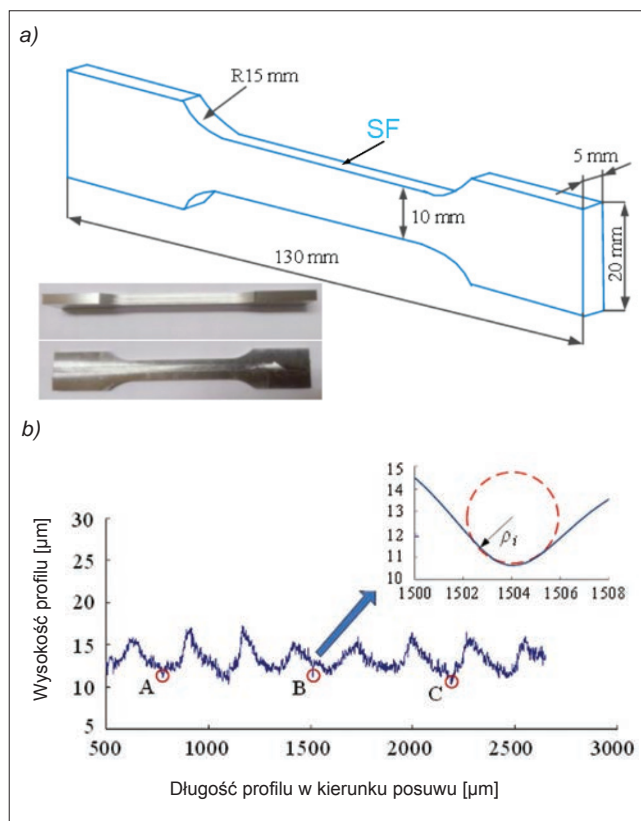 a)
R15 mm
SF
5 mm
10 mm
20 mm
130 mm
b)
Wysokość profilu [μm]
30
25
20
15
10
5
500 1000 1500 2000 2500 3000
A B C
Długość profilu w kierunku posuwu [μm]
15
14
13
12
11
10
1500 1502 1504 1506 1508
ρi